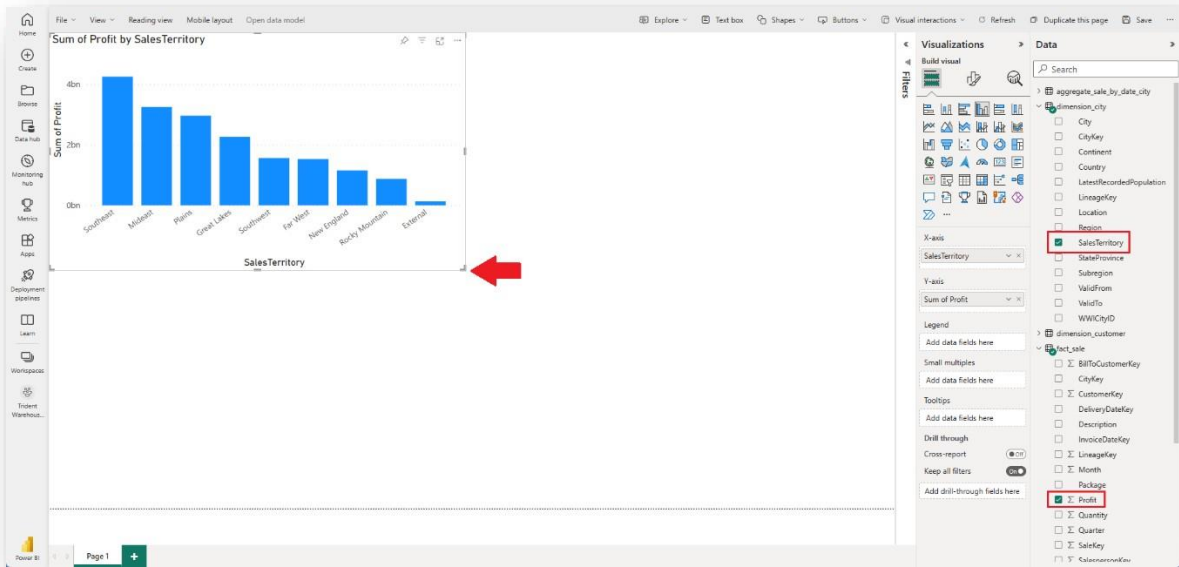 Home
Create
Browse
Data hub
Monitoring
hub
Metrics
Apps
Deployment
pipelines
Learn
Workspaces
Trident
Warehous...
Power BI
File View Reading view Mobile layout Open data model
Explore Text box Shapes Buttons Visual interactions Refresh Duplicate this page Save ...
Sum of Profit by SalesTerritory
Sum of Profit
4bn
2bn
0bn
Southeast
Mideast
Plains
Great Lakes
Southwest
Far West
New England
Rocky Mountain
External
SalesTerritory
Page 1
Filters
Visualizations
Build visual
...
X-axis
SalesTerritory
Y-axis
Sum of Profit
Legend
Add data fields here
Small multiples
Add data fields here
Tooltips
Add data fields here
Drill through
Cross-report Off
Keep all filters On
Add drill-through fields here
Data
Search
aggregate_sale_by_date_city
dimension_city
City
CityKey
Continent
Country
LatestRecordedPopulation
LineageKey
Location
Region
SalesTerritory
StateProvince
Subregion
ValidFrom
ValidTo
WWICityID
dimension_customer
fact_sale
Σ BillToCustomerKey
CityKey
Σ CustomerKey
DeliveryDateKey
Description
InvoiceDateKey
Σ LineageKey
Σ Month
Package
Σ Profit
Σ Quantity
Σ Quarter
Σ SaleKey
Σ SalespersonKey